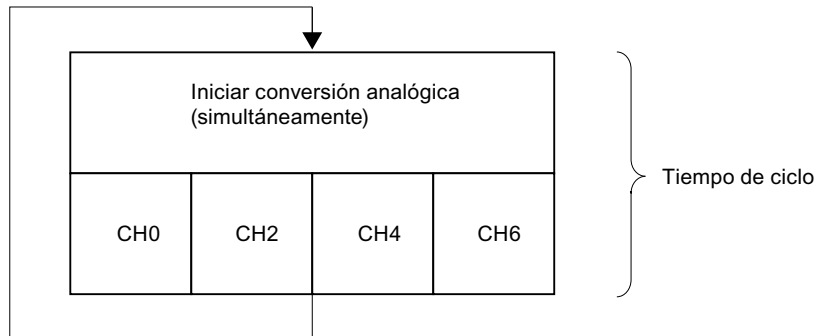 Iniciar conversión analógica
(simultáneamente)
Tiempo de ciclo
CH0 CH2 CH4 CH6